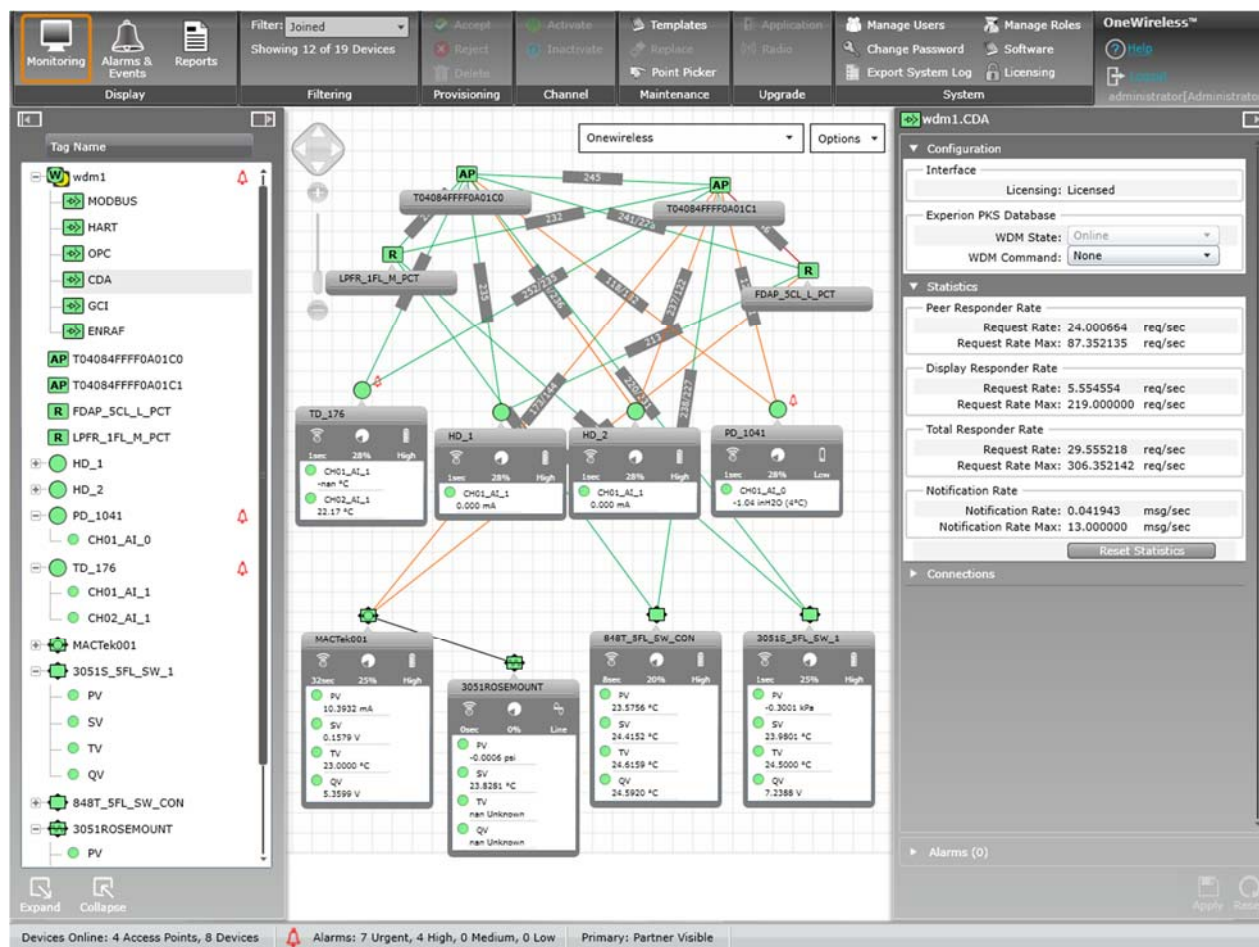 Monitoring
Alarms & Events
Reports
Display
Filter: Joined
Showing 12 of 19 Devices
Filtering
Accept
Reject
Delete
Provisioning
Activate
Inactivate
Channel
Templates
Replace
Point Picker
Maintenance
Application
Radio
Upgrade
Manage Users
Manage Roles
Change Password
Software
Export System Log
Licensing
System
OneWireless™
Help
Logout
administrator[Administrator
Tag Name
wdm1
MODBUS
HART
OPC
CDA
GCI
ENRAF
AP T04084FFFF0A01C0
AP T04084FFFF0A01C1
R FDAP_5CL_L_PCT
R LPFR_1FL_M_PCT
HD_1
HD_2
PD_1041
CH01_AI_0
TD_176
CH01_AI_1
CH02_AI_1
MACTek001
3051S_5FL_SW_1
PV
SV
TV
QV
848T_5FL_SW_CON
3051ROSEMOUNT
PV
Expand
Collapse
Onewireless
Options
AP
245
AP
T04084FFFF0A01C0
T04084FFFF0A01C1
232
R
LPFR_1FL_M_PCT
R
FDAP_5CL_L_PCT
235
252/235
237/122
213
173/144
238/227
TD_176
1sec 28% High
CH01_AI_1
-nan °C
CH02_AI_1
22.17 °C
HD_1
1sec 28% High
CH01_AI_1
0.000 mA
HD_2
1sec 28% High
CH01_AI_1
0.000 mA
PD_1041
1sec 28% Low
CH01_AI_0
-1.04 inH2O (4°C)
MACTek001
32sec 25% High
PV
10.3932 mA
SV
0.1579 V
TV
23.0000 °C
QV
5.3599 V
3051ROSEMOUNT
0sec 0% Line
PV
-0.0006 psi
SV
23.8281 °C
TV
nan Unknown
QV
nan Unknown
848T_5FL_SW_CON
8sec 20% High
PV
23.5756 °C
SV
24.4152 °C
TV
24.6159 °C
QV
24.5920 °C
3051S_5FL_SW_1
1sec 25% High
PV
-0.3001 kPa
SV
23.9801 °C
TV
24.5000 °C
QV
7.2388 V
wdm1.CDA
Configuration
Interface
Licensing: Licensed
Experion PKS Database
WDM State: Online
WDM Command: None
Statistics
Peer Responder Rate
Request Rate: 24.000664 req/sec
Request Rate Max: 87.352135 req/sec
Display Responder Rate
Request Rate: 5.554554 req/sec
Request Rate Max: 219.000000 req/sec
Total Responder Rate
Request Rate: 29.555218 req/sec
Request Rate Max: 306.352142 req/sec
Notification Rate
Notification Rate: 0.041943 msg/sec
Notification Rate Max: 13.000000 msg/sec
Reset Statistics
Connections
Alarms (0)
Apply
Devices Online: 4 Access Points, 8 Devices
Alarms: 7 Urgent, 4 High, 0 Medium, 0 Low
Primary: Partner Visible